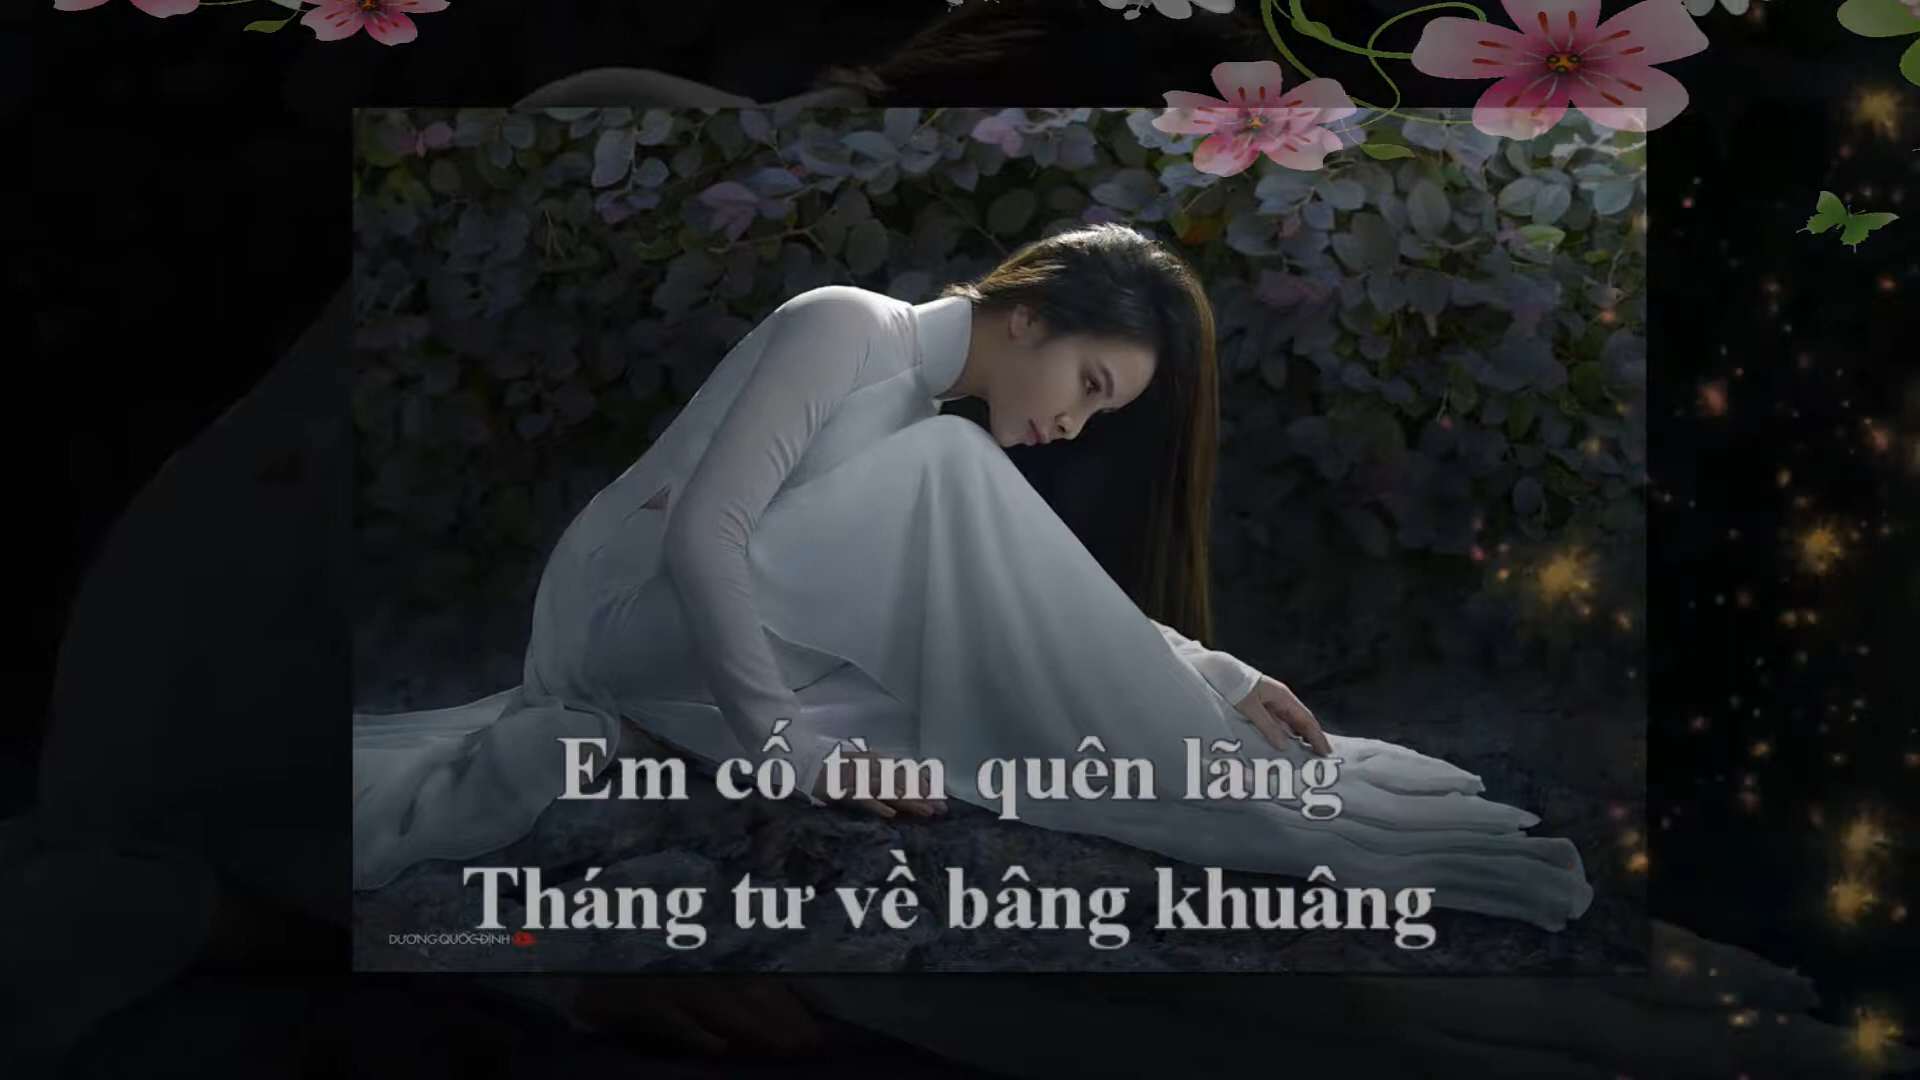 Em cố tìm quên lãng
Tháng tư về bâng khuâng
DƯƠNG QUỐC ĐỊNH